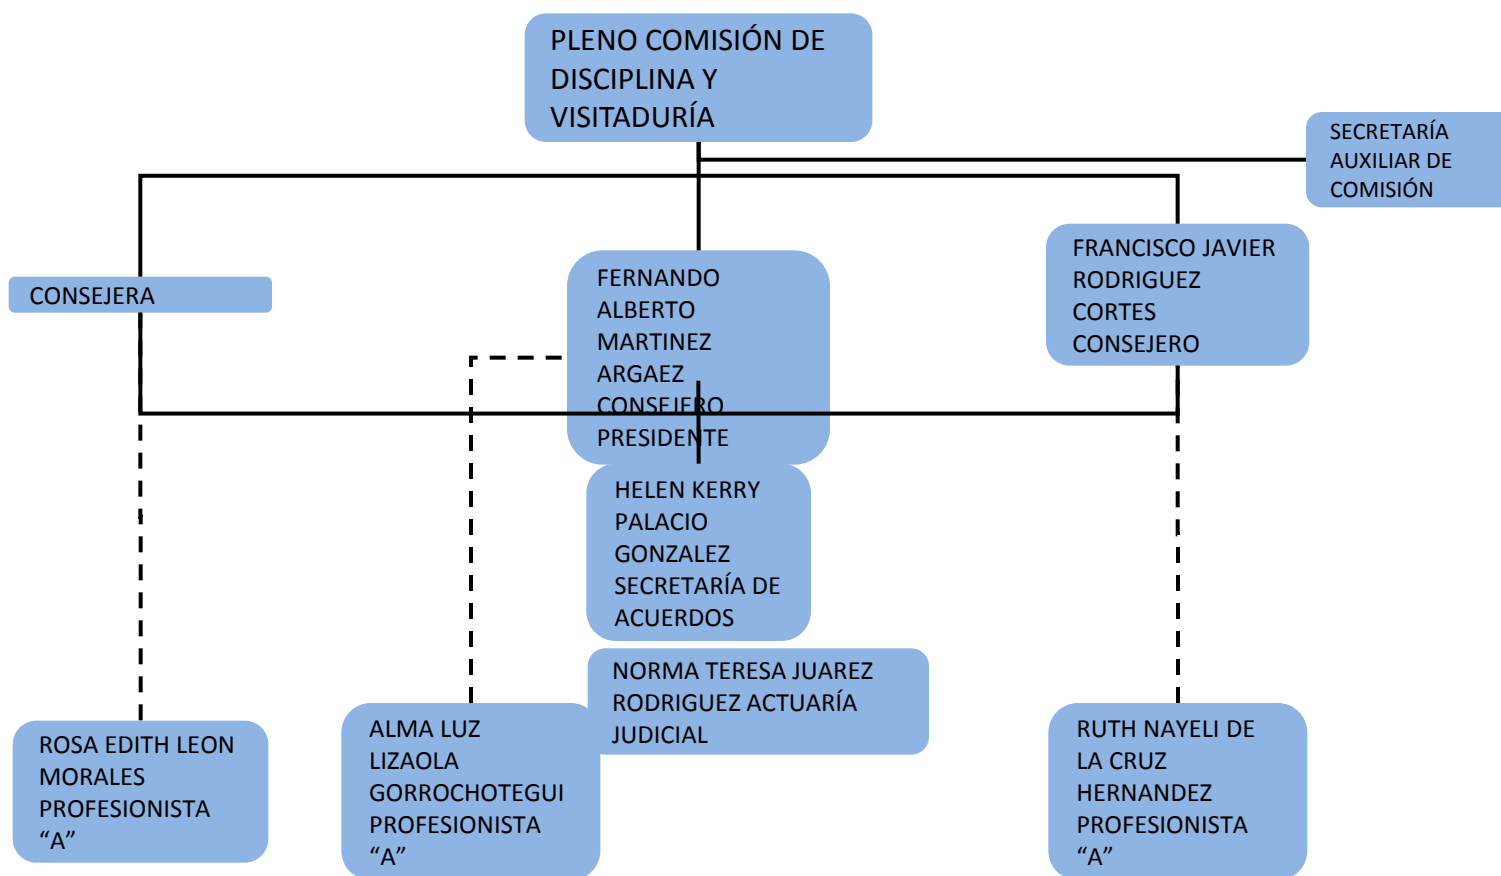 PLENO COMISIÓN DE
DISCIPLINA Y
VISITADURÍA
SECRETARÍA
AUXILIAR DE
COMISIÓN
CONSEJERA
FERNANDO
ALBERTO
MARTINEZ
ARGAEZ
CONSEJERO
PRESIDENTE
FRANCISCO JAVIER
RODRIGUEZ
CORTES
CONSEJERO
HELEN KERRY
PALACIO
GONZALEZ
SECRETARÍA DE
ACUERDOS
NORMA TERESA JUAREZ
RODRIGUEZ ACTUARÍA
JUDICIAL
ROSA EDITH LEON
MORALES
PROFESIONISTA
“A”
ALMA LUZ
LIZAOLA
GORROCHOTEGUI
PROFESIONISTA
“A”
RUTH NAYELI DE
LA CRUZ
HERNANDEZ
PROFESIONISTA
“A”